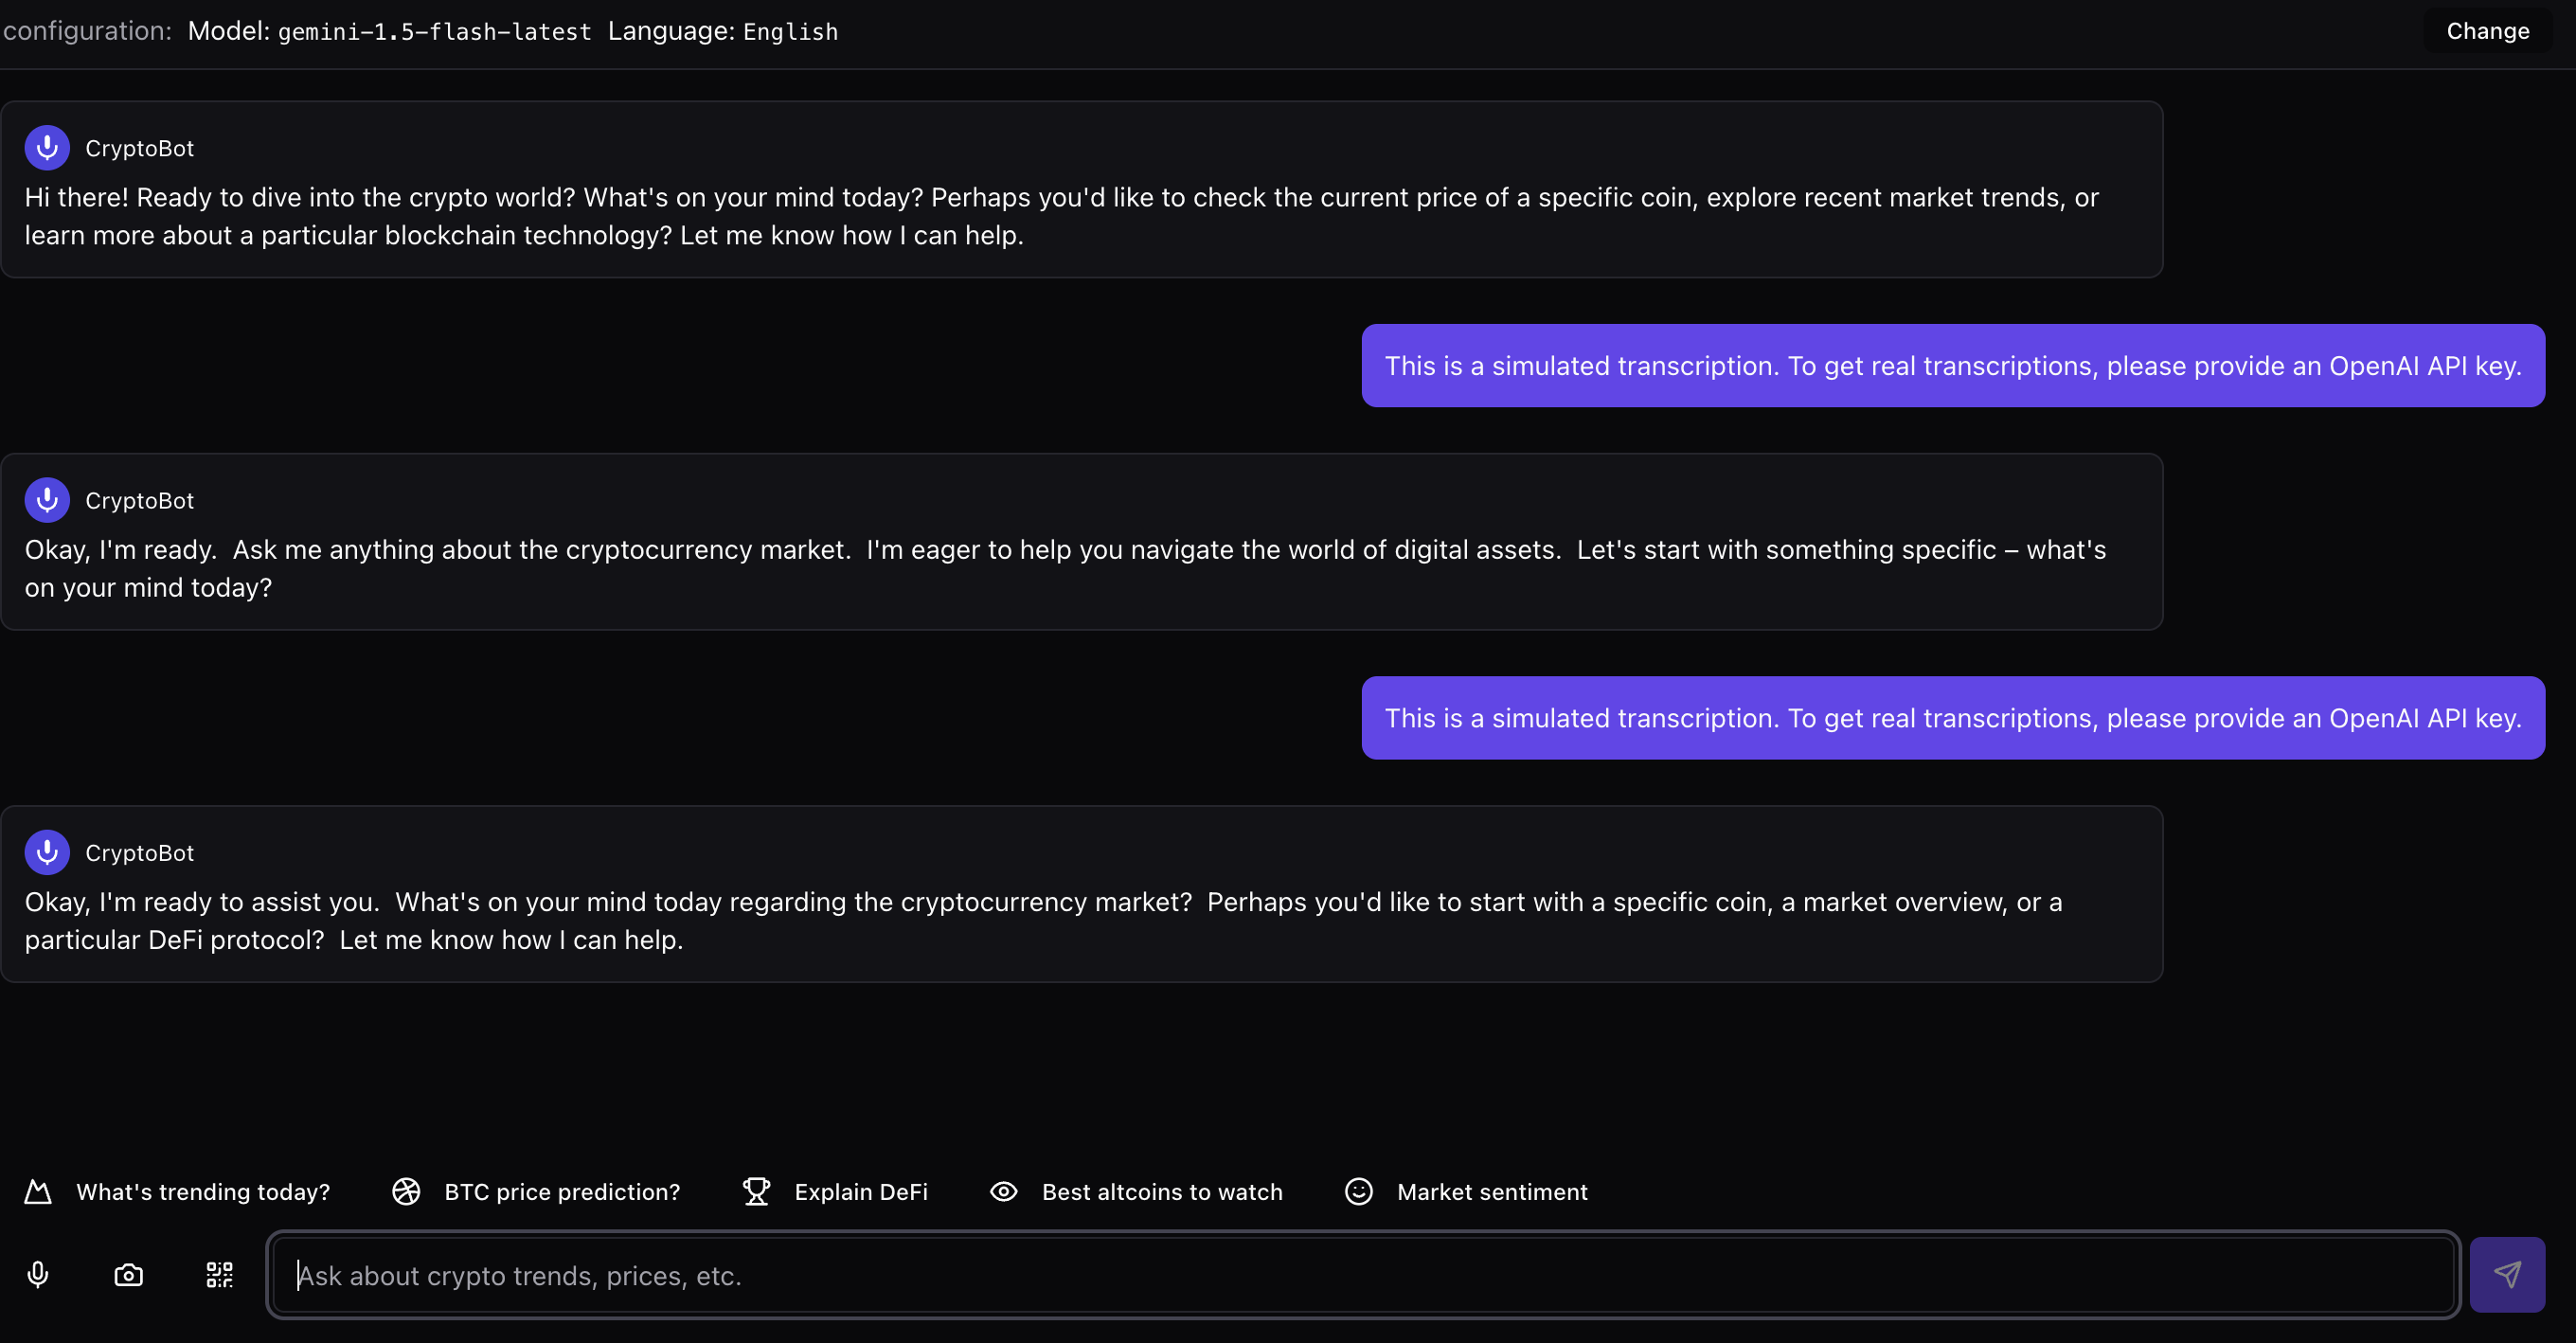 configuration: Model: gemini-1.5-flash-latest Language: English
Change
CryptoBot
Hi there! Ready to dive into the crypto world? What's on your mind today? Perhaps you'd like to check the current price of a specific coin, explore recent market trends, or
learn more about a particular blockchain technology? Let me know how I can help.
This is a simulated transcription. To get real transcriptions, please provide an OpenAI API key.
CryptoBot
Okay, I'm ready.  Ask me anything about the cryptocurrency market.  I'm eager to help you navigate the world of digital assets.  Let's start with something specific – what's
on your mind today?
This is a simulated transcription. To get real transcriptions, please provide an OpenAI API key.
CryptoBot
Okay, I'm ready to assist you.  What's on your mind today regarding the cryptocurrency market?  Perhaps you'd like to start with a specific coin, a market overview, or a
particular DeFi protocol?  Let me know how I can help.
What's trending today?
BTC price prediction?
Explain DeFi
Best altcoins to watch
Market sentiment
Ask about crypto trends, prices, etc.